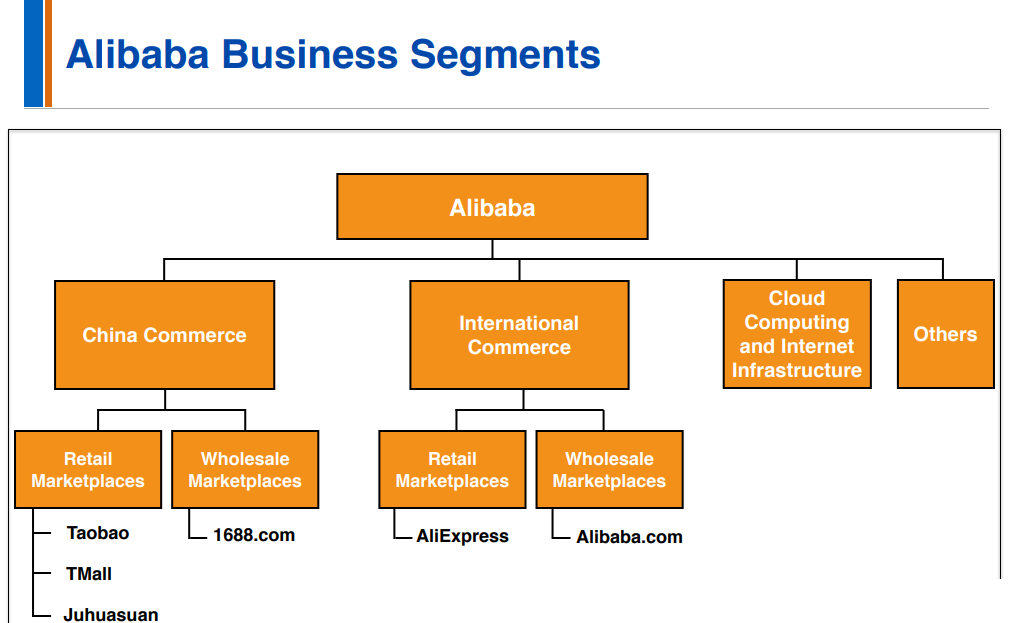 Alibaba Business Segments
Alibaba
China Commerce
International
Commerce
Cloud
Computing
and Internet
Infrastructure
Others
Retail
Marketplaces
Wholesale
Marketplaces
Retail
Marketplaces
Wholesale
Marketplaces
Taobao
TMall
Juhuasuan
1688.com
AliExpress
Alibaba.com